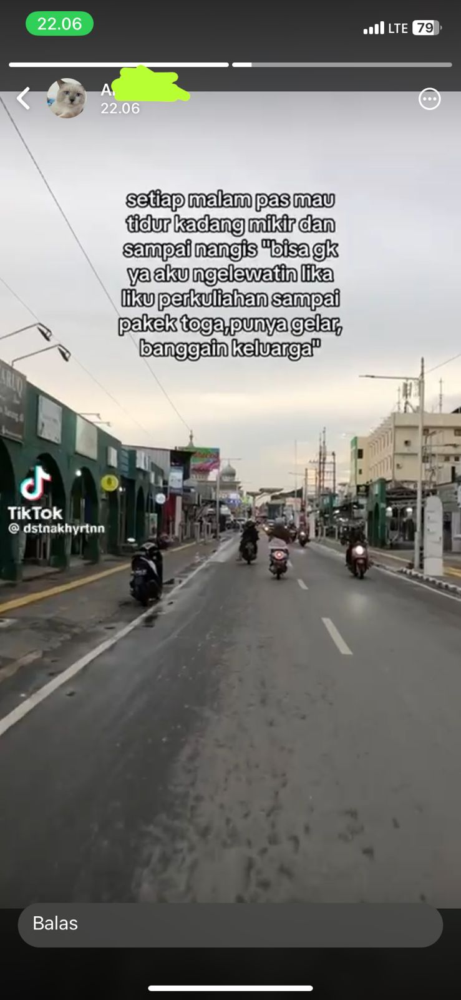 22.06
LTE 79
22.06
setiap malam pas mau
tidur kadang mikir dan
sampai nangis "bisa gk
ya aku ngelewatin lika
liku perkuliahan sampai
pakek toga,punya gelar,
banggain keluarga"
TikTok
@ dstnakhyrtnn
Balas